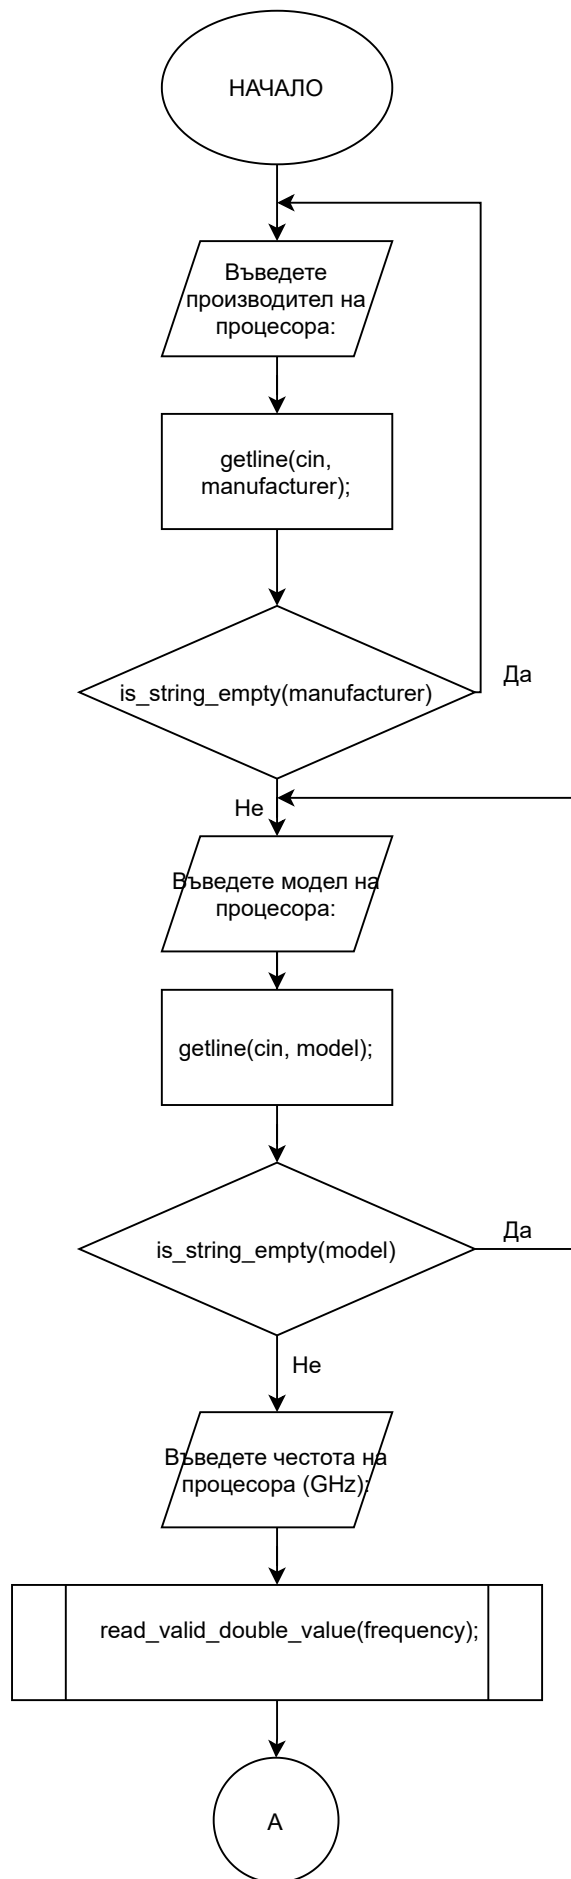 НАЧАЛО
Въведете
производител на
процесора:
getline(cin,
manufacturer);
is_string_empty(manufacturer)
Да
Не
Въведете модел на
процесора:
getline(cin, model);
is_string_empty(model)
Да
Не
Въведете честота на
процесора (GHz):
read_valid_double_value(frequency);
A